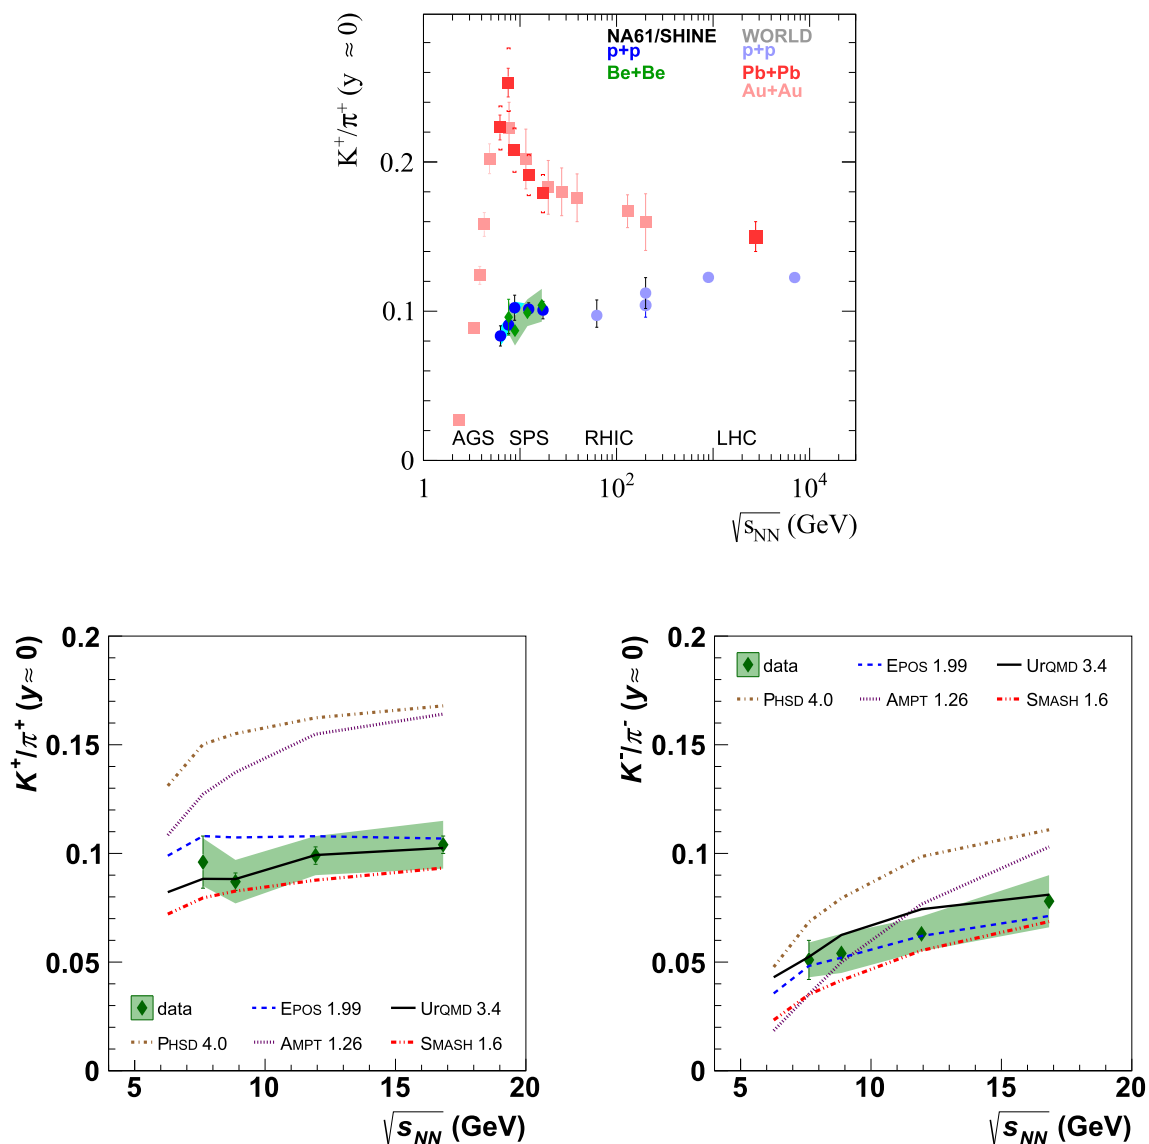 K⁺/π⁺ (y ≈ 0)
NA61/SHINE WORLD
p+p p+p
Be+Be Pb+Pb
Au+Au
0.2
0.1
0
AGS SPS RHIC LHC
1 10² 10⁴
√sNN (GeV)
K⁺/π⁺ (y≈ 0)
0.2
0.15
0.1
0.05
0
data EPOS 1.99 URQMD 3.4
PHSD 4.0 AMPT 1.26 SMASH 1.6
5 10 15 20
√sNN (GeV)
K⁻/π⁻ (y≈ 0)
0.2
data EPOS 1.99 URQMD 3.4
PHSD 4.0 AMPT 1.26 SMASH 1.6
0.15
0.1
0.05
0
5 10 15 20
√sNN (GeV)